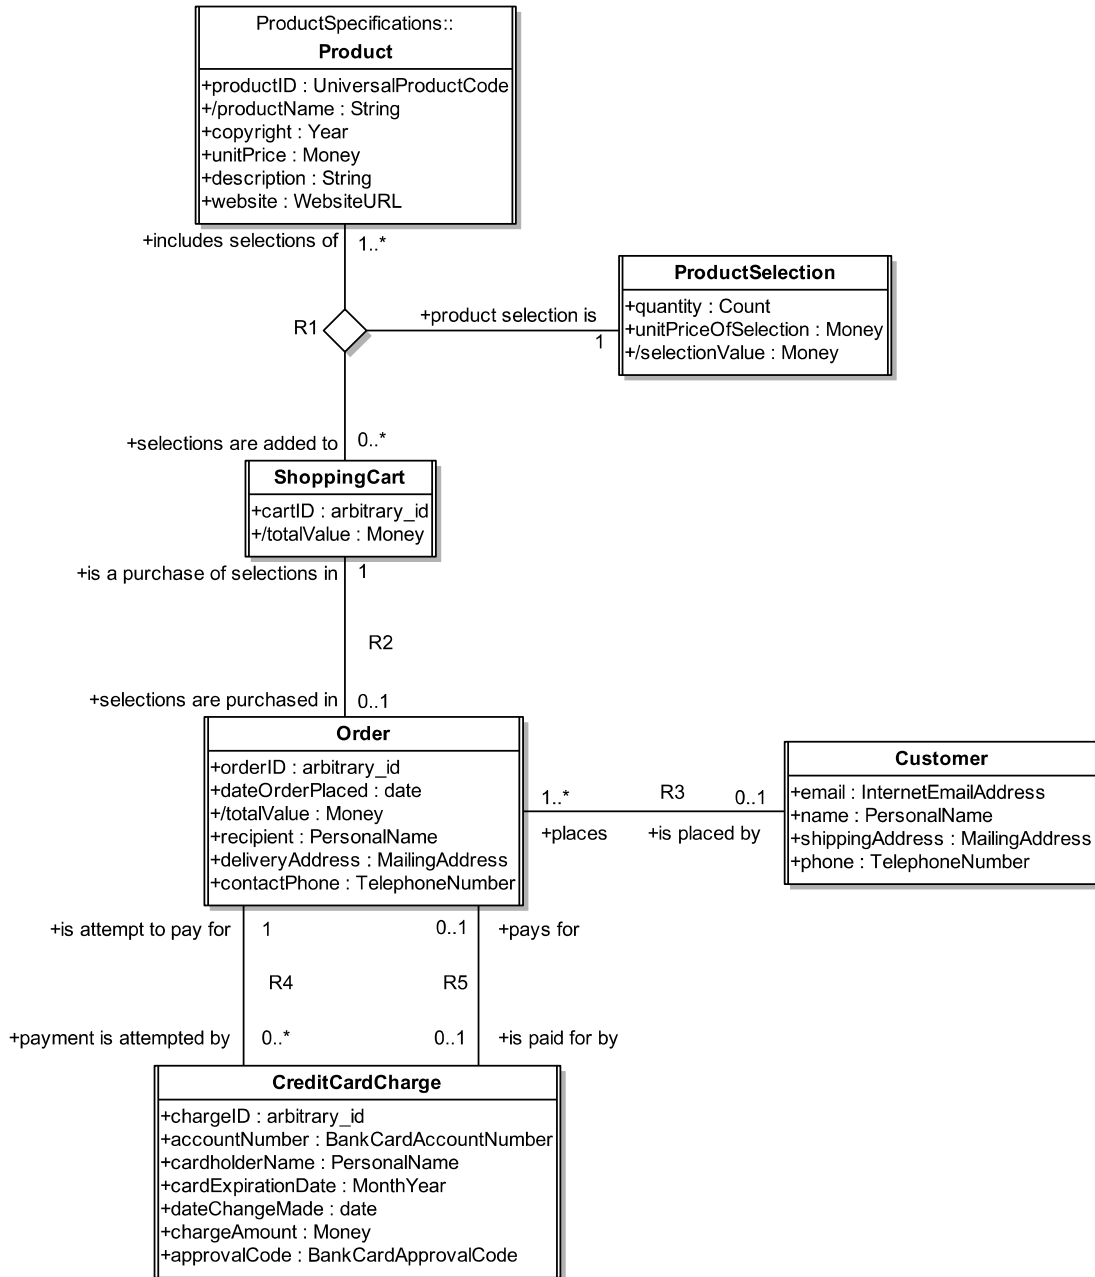 ProductSpecifications::
Product
+productID : UniversalProductCode
+/productName : String
+copyright : Year
+unitPrice : Money
+description : String
+website : WebsiteURL
+includes selections of
1..*
ProductSelection
+quantity : Count
+unitPriceOfSelection : Money
+/selectionValue : Money
+product selection is
1
R1
+selections are added to
0..*
ShoppingCart
+cartID : arbitrary_id
+/totalValue : Money
+is a purchase of selections in
1
R2
+selections are purchased in
0..1
Order
+orderID : arbitrary_id
+dateOrderPlaced : date
+/totalValue : Money
+recipient : PersonalName
+deliveryAddress : MailingAddress
+contactPhone : TelephoneNumber
1..*
R3
0..1
+places
+is placed by
Customer
+email : InternetEmailAddress
+name : PersonalName
+shippingAddress : MailingAddress
+phone : TelephoneNumber
+is attempt to pay for
1
0..1
+pays for
R4
R5
+payment is attempted by
0..*
0..1
+is paid for by
CreditCardCharge
+chargeID : arbitrary_id
+accountNumber : BankCardAccountNumber
+cardholderName : PersonalName
+cardExpirationDate : MonthYear
+dateChangeMade : date
+chargeAmount : Money
+approvalCode : BankCardApprovalCode